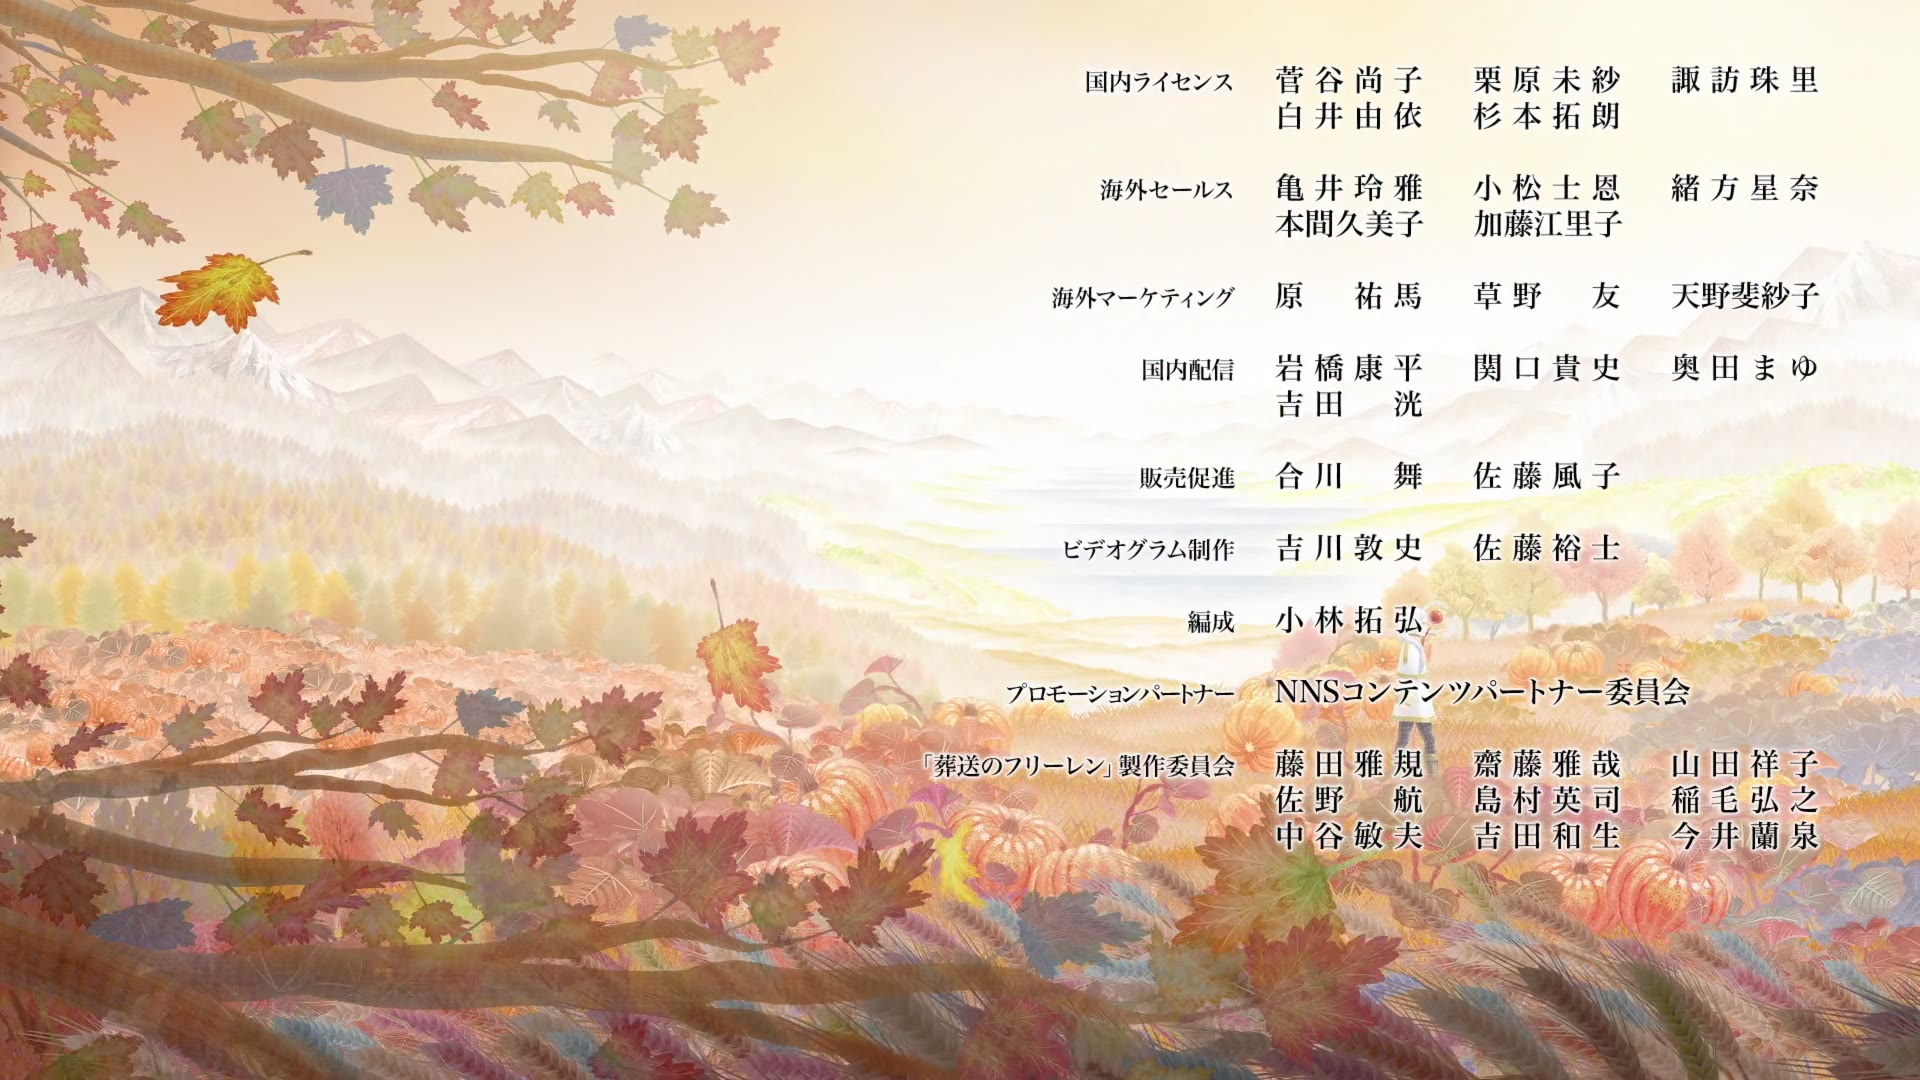 国内ライセンス 菅谷尚子 栗原未紗 諏訪珠里
白井由依 杉本拓朗
海外セールス 亀井玲雅 小松士恩 緒方星奈
本間久美子 加藤江里子
海外マーケティング 原祐馬 草野友 天野斐紗子
国内配信 岩橋康平 関口貴史 奥田まゆ
吉田洸
販売促進 合川舞 佐藤風子
ビデオグラム制作 吉川敦史 佐藤裕士
編成 小林拓弘
プロモーションパートナー NNSコンテンツパートナー委員会
「葬送のフリーレン」製作委員会 藤田雅規 齋藤雅哉 山田祥子
佐野航 島村英司 稲毛弘之
中谷敏夫 吉田和生 今井蘭泉